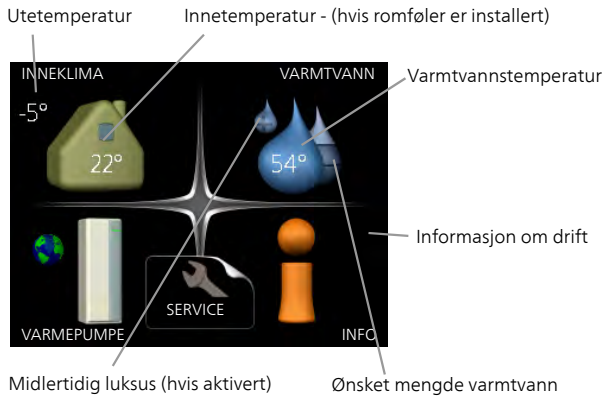 Utetemperatur
Innetemperatur - (hvis romføler er installert)
INNEKLIMA
VARMTVANN
Varmtvannstemperatur
-5°
22°
54°
Informasjon om drift
SERVICE
VARMEPUMPE
INFO
Midlertidig luksus (hvis aktivert)
Ønsket mengde varmtvann